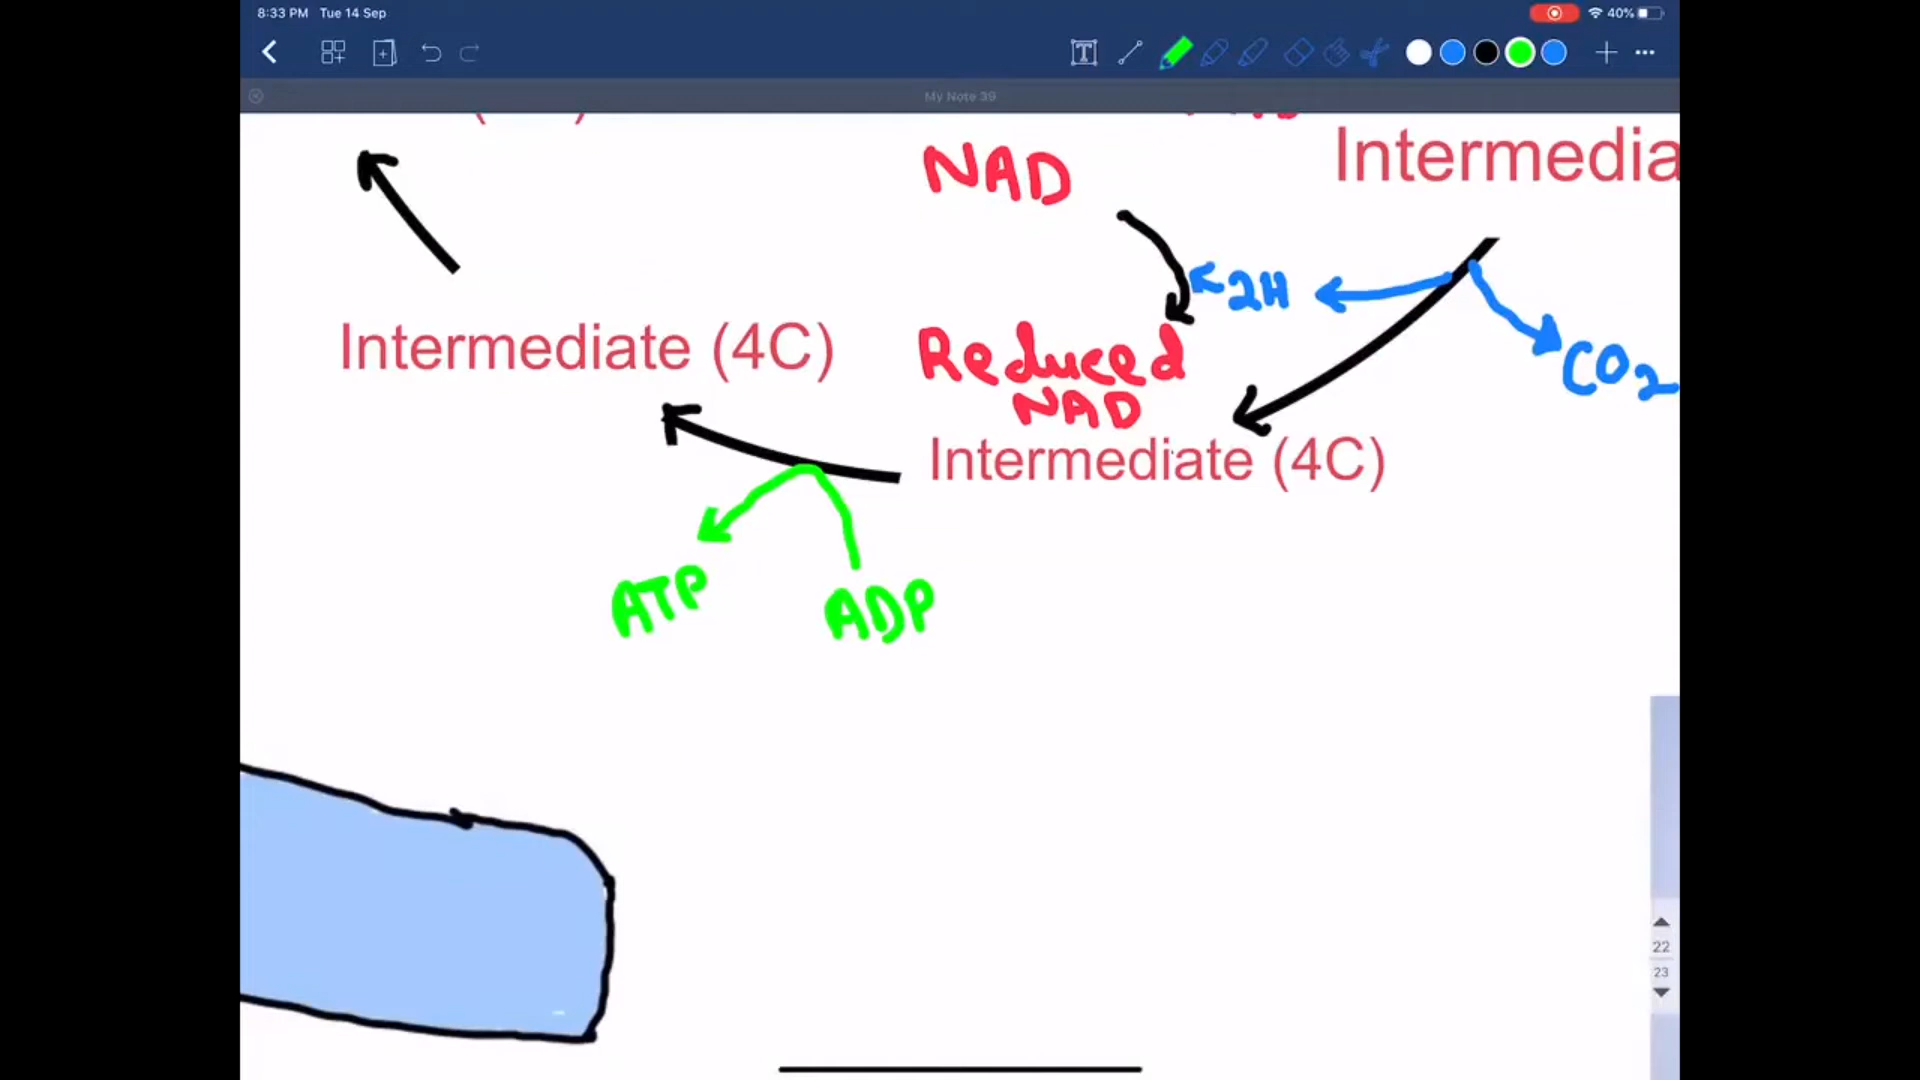 8:33 PM Tue 14 Sep
40%
My Note 39
NAD
Intermedia
2H
Intermediate (4C)
Reduced
NAD
CO2
Intermediate (4C)
ATP
ADP
22
23